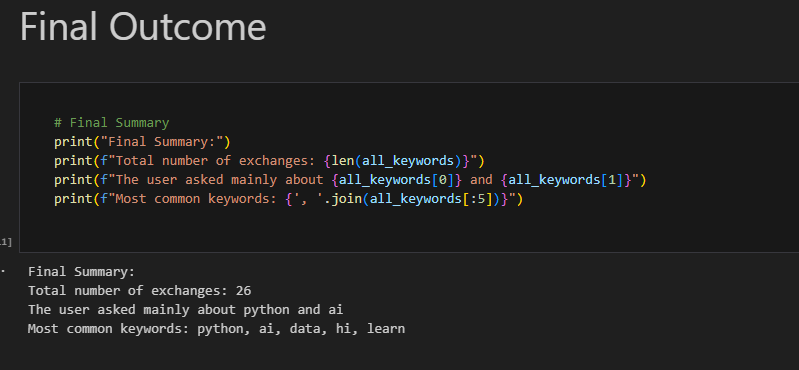 Final Outcome
# Final Summary
print("Final Summary:")
print(f"Total number of exchanges: {len(all_keywords)}")
print(f"The user asked mainly about {all_keywords[0]} and {all_keywords[1]}")
print(f"Most common keywords: {', '.join(all_keywords[:5])}")
1]
Final Summary:
Total number of exchanges: 26
The user asked mainly about python and ai
Most common keywords: python, ai, data, hi, learn